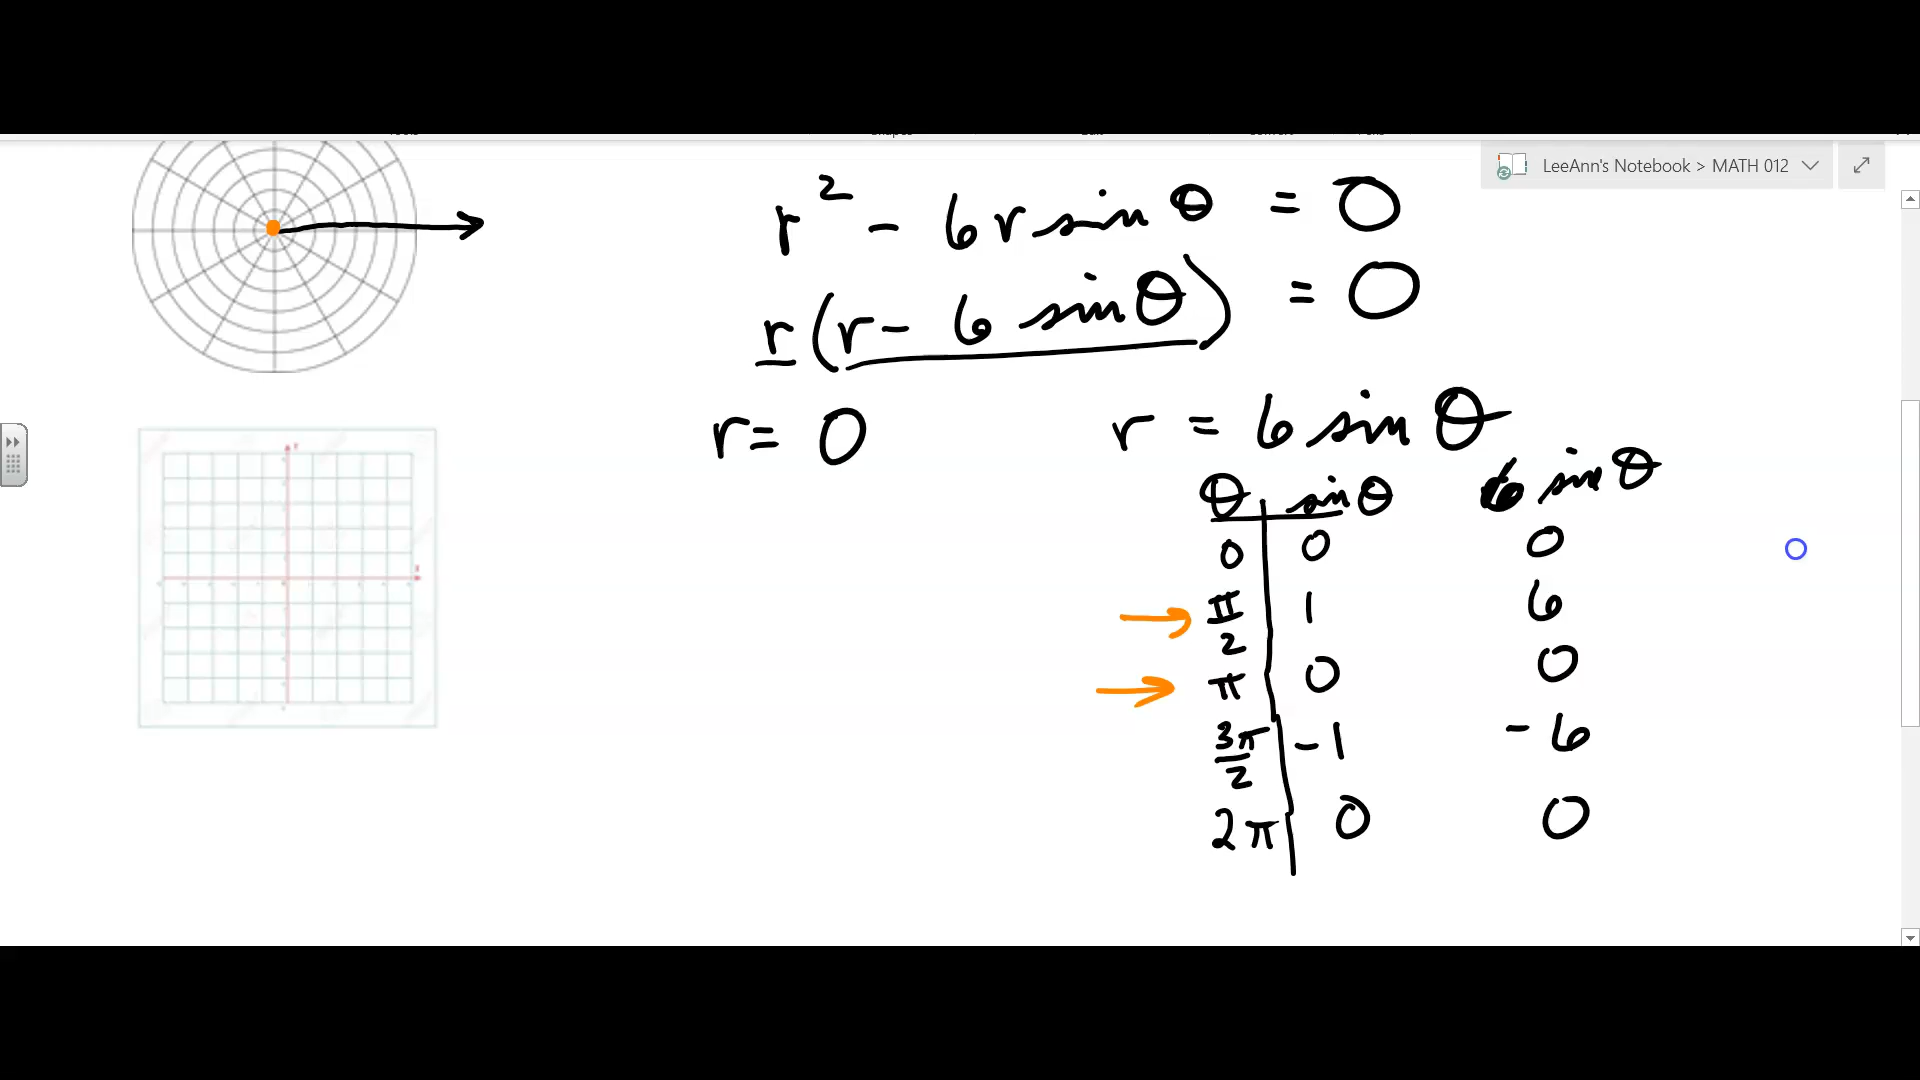 LeeAnn's Notebook > MATH 012
r² - 6 r sin θ = 0
r(r - 6 sin θ) = 0
r = 0
r = 6 sin θ
θ sin θ 6 sin θ
0 0 0
π/2 1 6
π 0 0
3π/2 -1 -6
2π 0 0